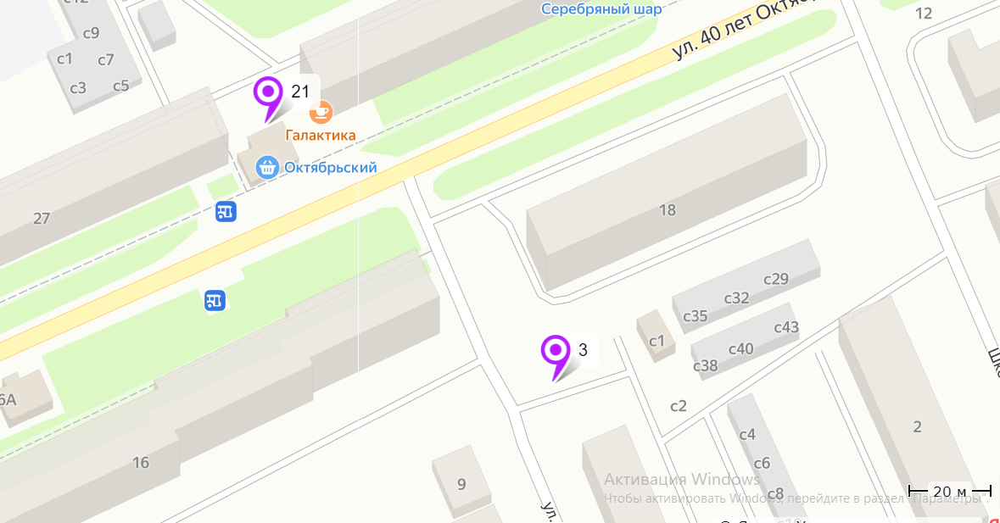 с12
Серебряный шар
12
с9
ул. 40 лет Октяб
с1
с7
с3
с5
21
Галактика
Октябрьский
27
18
с29
с32
с35
с43
с1
3
с40
с38
6А
с2
2
с4
16
с6
9
Активация Windows
с8
20 м
Чтобы активировать Windows, перейдите в раздел "Параметры".
ул.
с10